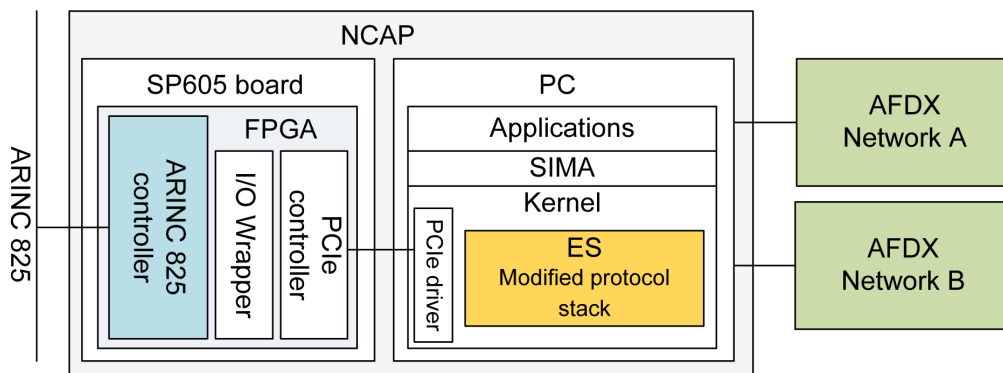 NCAP
ARINC 825
SP605 board
FPGA
ARINC 825
controller
I/O Wrapper
PCIe
controller
PC
Applications
SIMA
Kernel
PCIe driver
ES
Modified protocol
stack
AFDX
Network A
AFDX
Network B